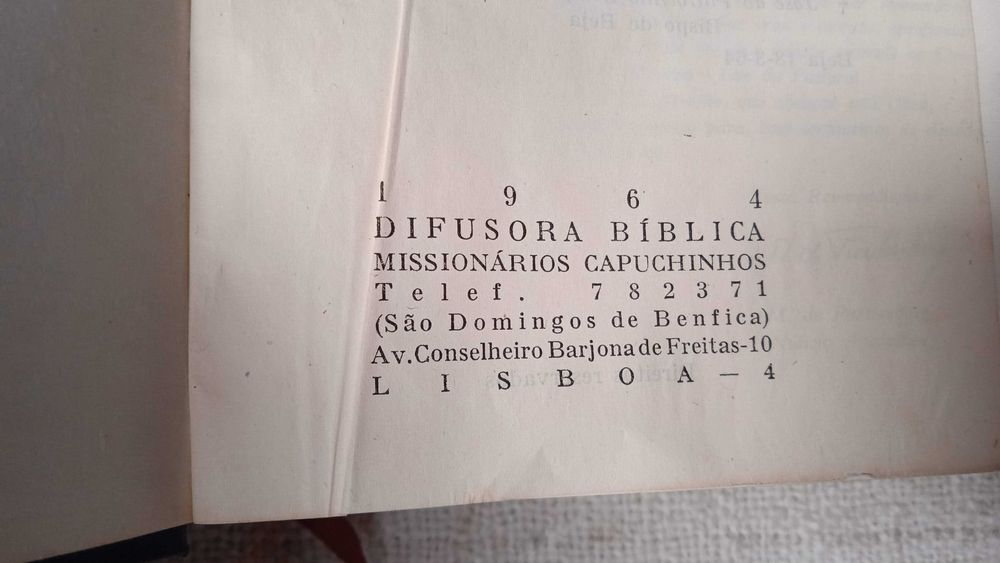 1 9 6 4
DIFUSORA BÍBLICA
MISSIONÁRIOS CAPUCHINHOS
Telef. 782371
(São Domingos de Benfica)
Av. Conselheiro Barjona de Freitas-10
LISBOA — 4